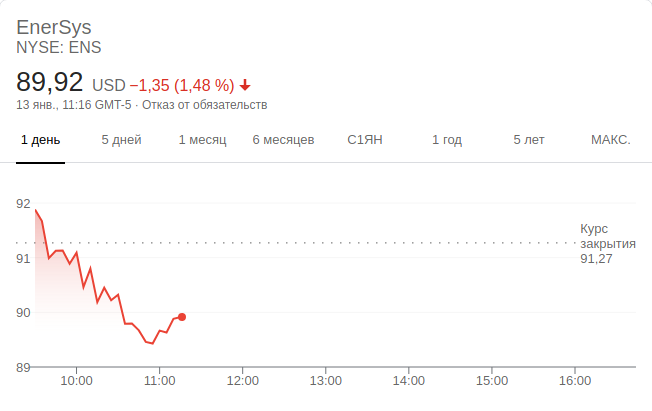 EnerSys
NYSE: ENS
89,92 USD −1,35 (1,48 %)
13 янв., 11:16 GMT-5 · Отказ от обязательств
1 день 5 дней 1 месяц 6 месяцев С1ЯН 1 год 5 лет МАКС.
92
Курс
закрытия
91,27
91
90
89
10:00 11:00 12:00 13:00 14:00 15:00 16:00